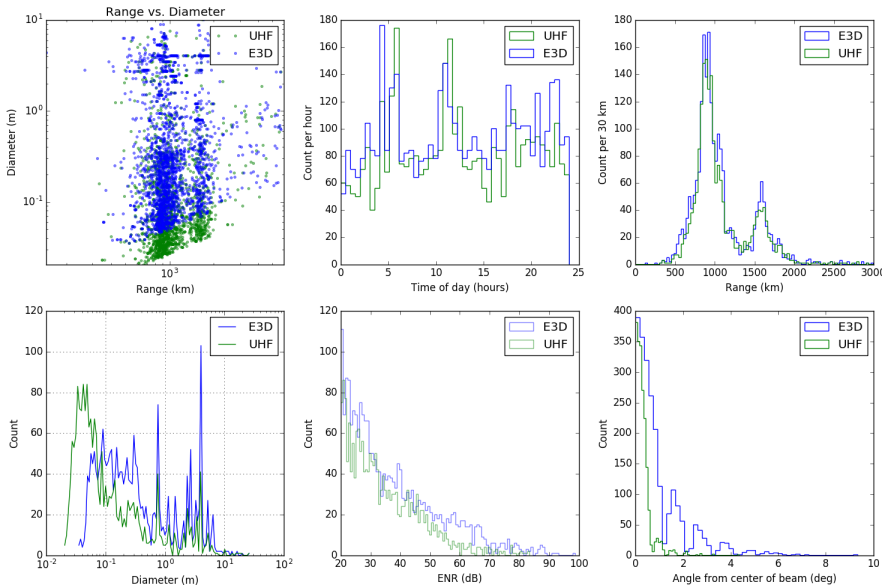 Range vs. Diameter
10^1
10^0
10^-1
10^3
Diameter (m)
Range (km)
UHF
E3D
180
160
140
120
100
80
60
40
20
0
0 5 10 15 20 25
Count per hour
Time of day (hours)
UHF
E3D
180
160
140
120
100
80
60
40
20
0
0 500 1000 1500 2000 2500 3000
Count per 30 km
Range (km)
E3D
UHF
120
100
80
60
40
20
0
10^-2 10^-1 10^0 10^1 10^2
Count
Diameter (m)
E3D
UHF
120
100
80
60
40
20
0
20 30 40 50 60 70 80 90 100
Count
ENR (dB)
E3D
UHF
400
350
300
250
200
150
100
50
0
0 2 4 6 8 10
Count
Angle from center of beam (deg)
E3D
UHF